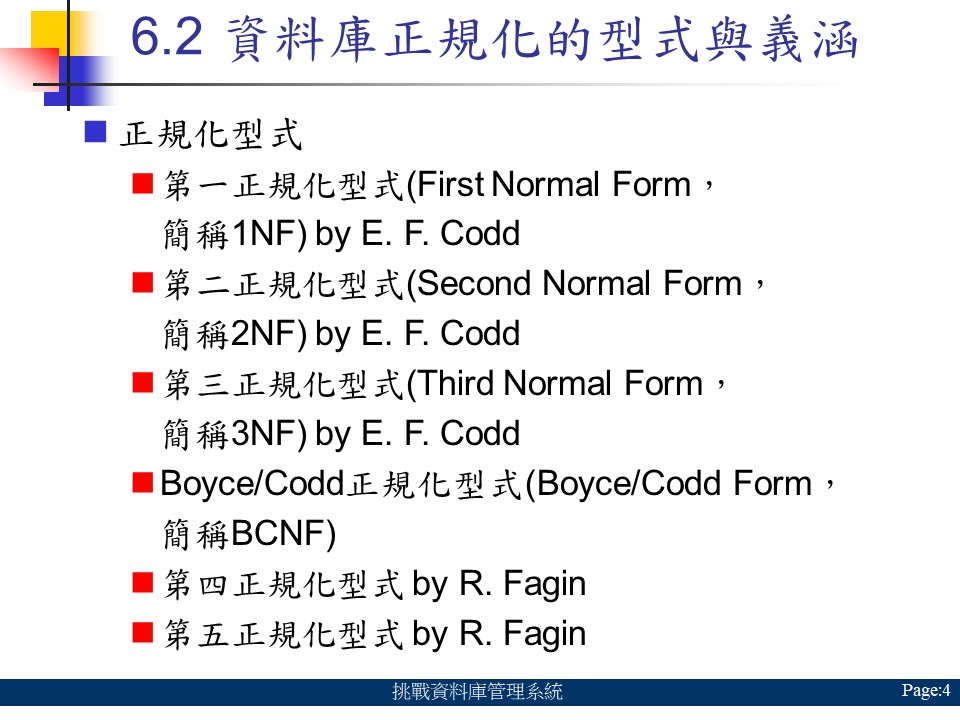 6.2 資料庫正規化的型式與義涵
正規化型式
第一正規化型式(First Normal Form，
簡稱1NF) by E. F. Codd
第二正規化型式(Second Normal Form，
簡稱2NF) by E. F. Codd
第三正規化型式(Third Normal Form，
簡稱3NF) by E. F. Codd
Boyce/Codd正規化型式(Boyce/Codd Form，
簡稱BCNF)
第四正規化型式 by R. Fagin
第五正規化型式 by R. Fagin
挑戰資料庫管理系統
Page:4